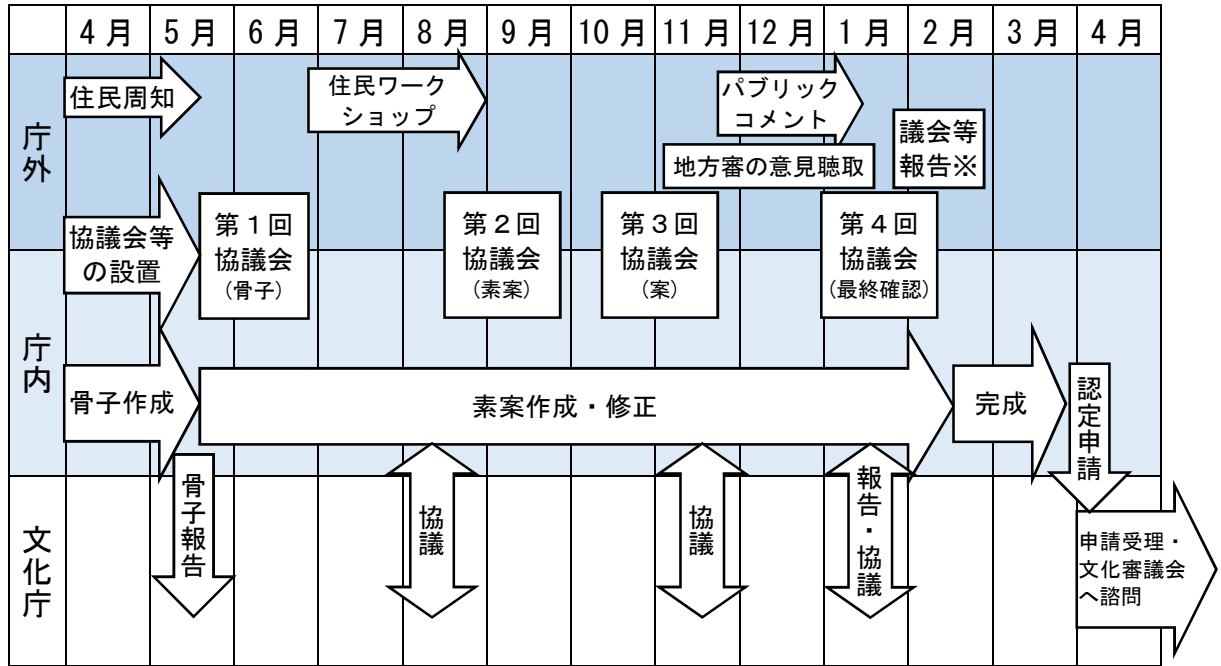 4月 5月 6月 7月 8月 9月 10月 11月 12月 1月 2月 3月 4月
庁外
住民周知
住民ワーク
ショップ
パブリック
コメント
地方審の意見聴取
議会等
報告※
協議会等
の設置
第1回
協議会
(骨子)
第2回
協議会
(素案)
第3回
協議会
(案)
第4回
協議会
(最終確認)
庁内
骨子作成
素案作成・修正
完成
認定申請
文化庁
骨子報告
協議
協議
報告・協議
申請受理・
文化審議会
へ諮問